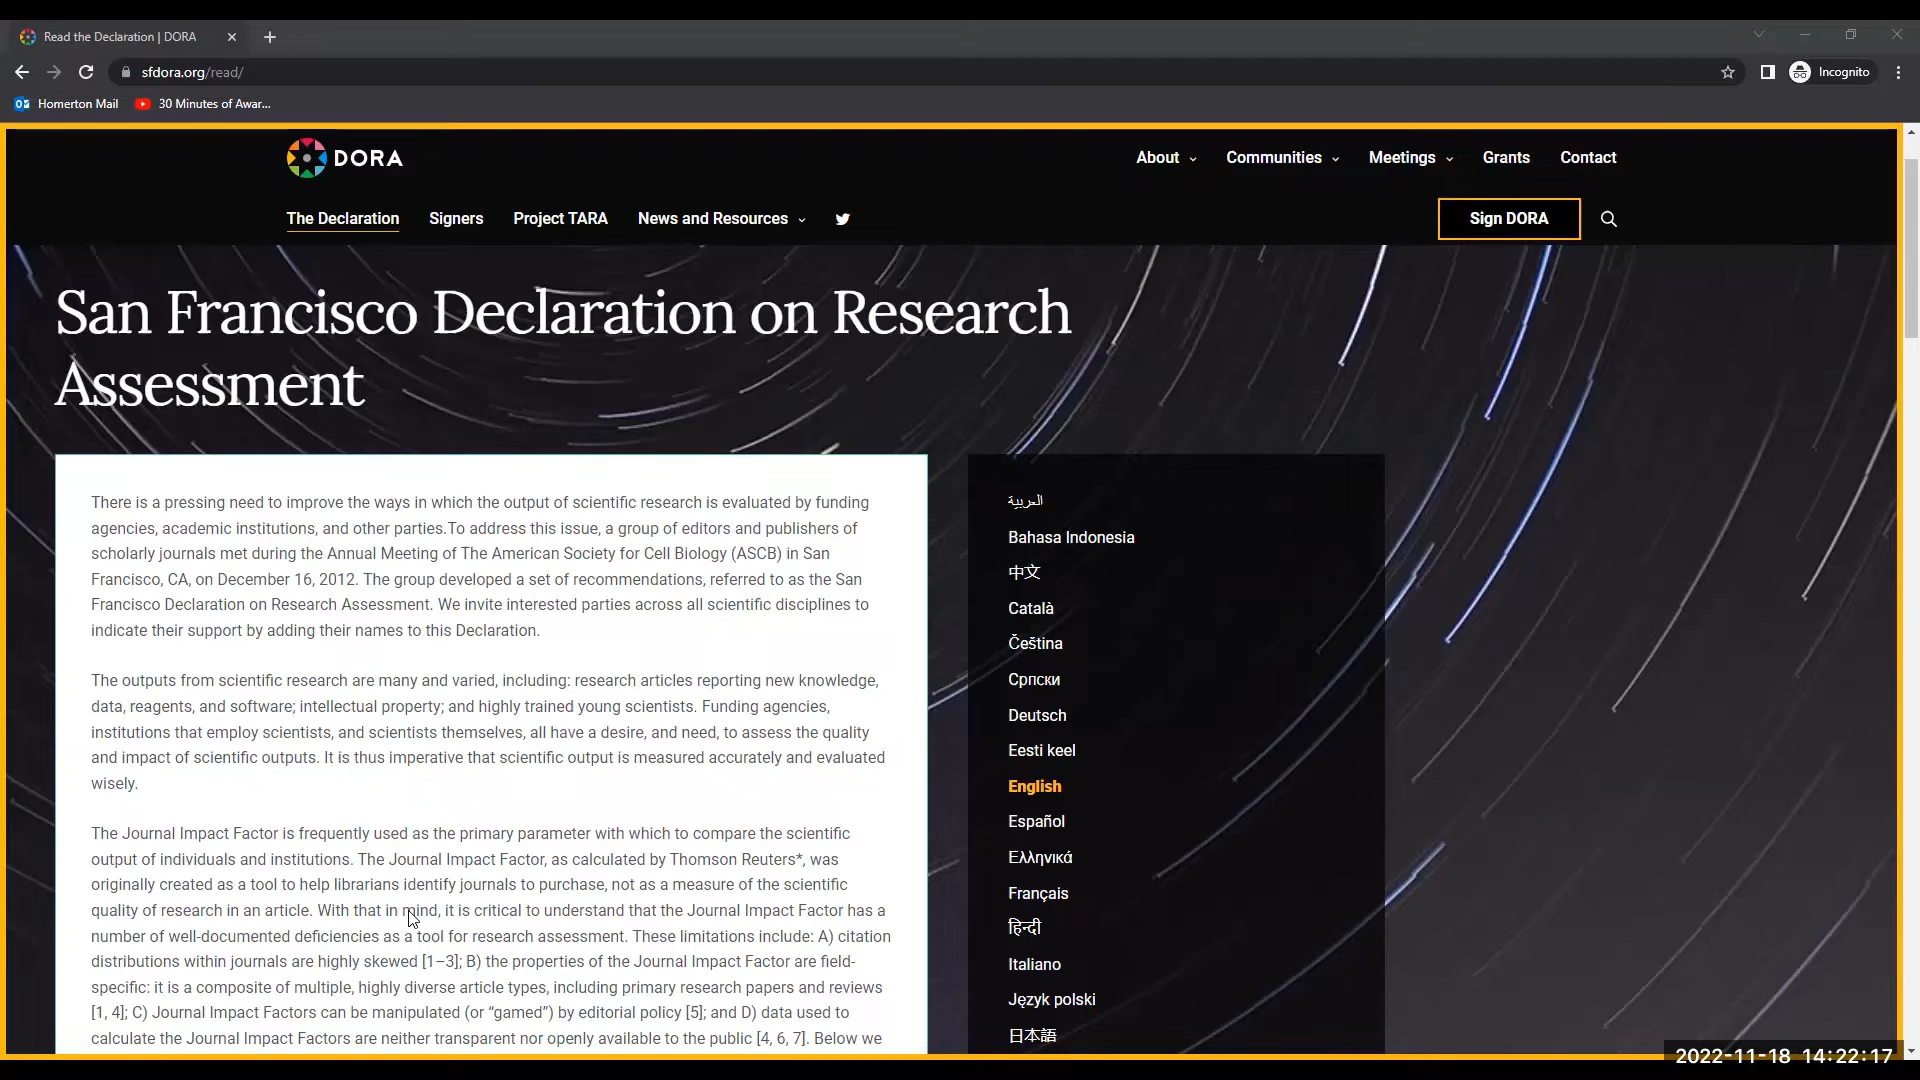 Read the Declaration | DORA
sfdora.org/read/
Incognito
Homerton Mail
30 Minutes of Awar...
DORA
About
Communities
Meetings
Grants
Contact
The Declaration
Signers
Project TARA
News and Resources
Sign DORA
San Francisco Declaration on Research
Assessment
There is a pressing need to improve the ways in which the output of scientific research is evaluated by funding
agencies, academic institutions, and other parties.To address this issue, a group of editors and publishers of
scholarly journals met during the Annual Meeting of The American Society for Cell Biology (ASCB) in San
Francisco, CA, on December 16, 2012. The group developed a set of recommendations, referred to as the San
Francisco Declaration on Research Assessment. We invite interested parties across all scientific disciplines to
indicate their support by adding their names to this Declaration.
The outputs from scientific research are many and varied, including: research articles reporting new knowledge,
data, reagents, and software; intellectual property; and highly trained young scientists. Funding agencies,
institutions that employ scientists, and scientists themselves, all have a desire, and need, to assess the quality
and impact of scientific outputs. It is thus imperative that scientific output is measured accurately and evaluated
wisely.
The Journal Impact Factor is frequently used as the primary parameter with which to compare the scientific
output of individuals and institutions. The Journal Impact Factor, as calculated by Thomson Reuters*, was
originally created as a tool to help librarians identify journals to purchase, not as a measure of the scientific
quality of research in an article. With that in mind, it is critical to understand that the Journal Impact Factor has a
number of well-documented deficiencies as a tool for research assessment. These limitations include: A) citation
distributions within journals are highly skewed [1–3]; B) the properties of the Journal Impact Factor are field-
specific: it is a composite of multiple, highly diverse article types, including primary research papers and reviews
[1, 4]; C) Journal Impact Factors can be manipulated (or “gamed”) by editorial policy [5]; and D) data used to
calculate the Journal Impact Factors are neither transparent nor openly available to the public [4, 6, 7]. Below we
العربية
Bahasa Indonesia
中文
Català
Čeština
Српски
Deutsch
Eesti keel
English
Español
Ελληνικά
Français
हिन्दी
Italiano
Język polski
日本語
2022-11-18 14:22:17